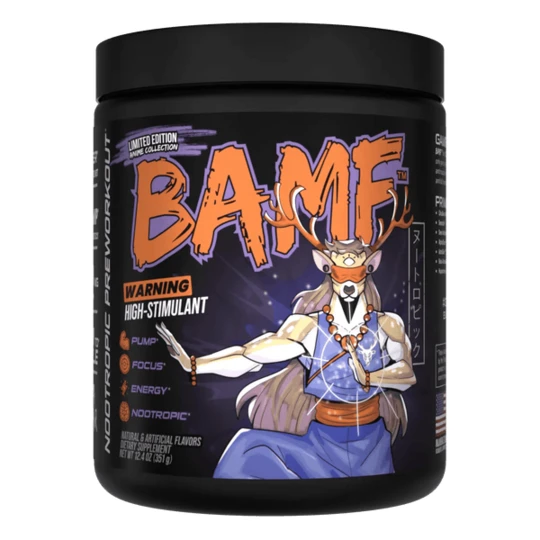 LIMITED EDITION
ANIME COLLECTION
BAMF™
WARNING
HIGH-STIMULANT
PUMP*
FOCUS*
ENERGY*
NOOTROPIC*
NATURAL & ARTIFICIAL FLAVORS
DIETARY SUPPLEMENT
NET WT 12.4 OZ (351 g)
NOOTROPIC PREWORKOUT
ヌートロピック